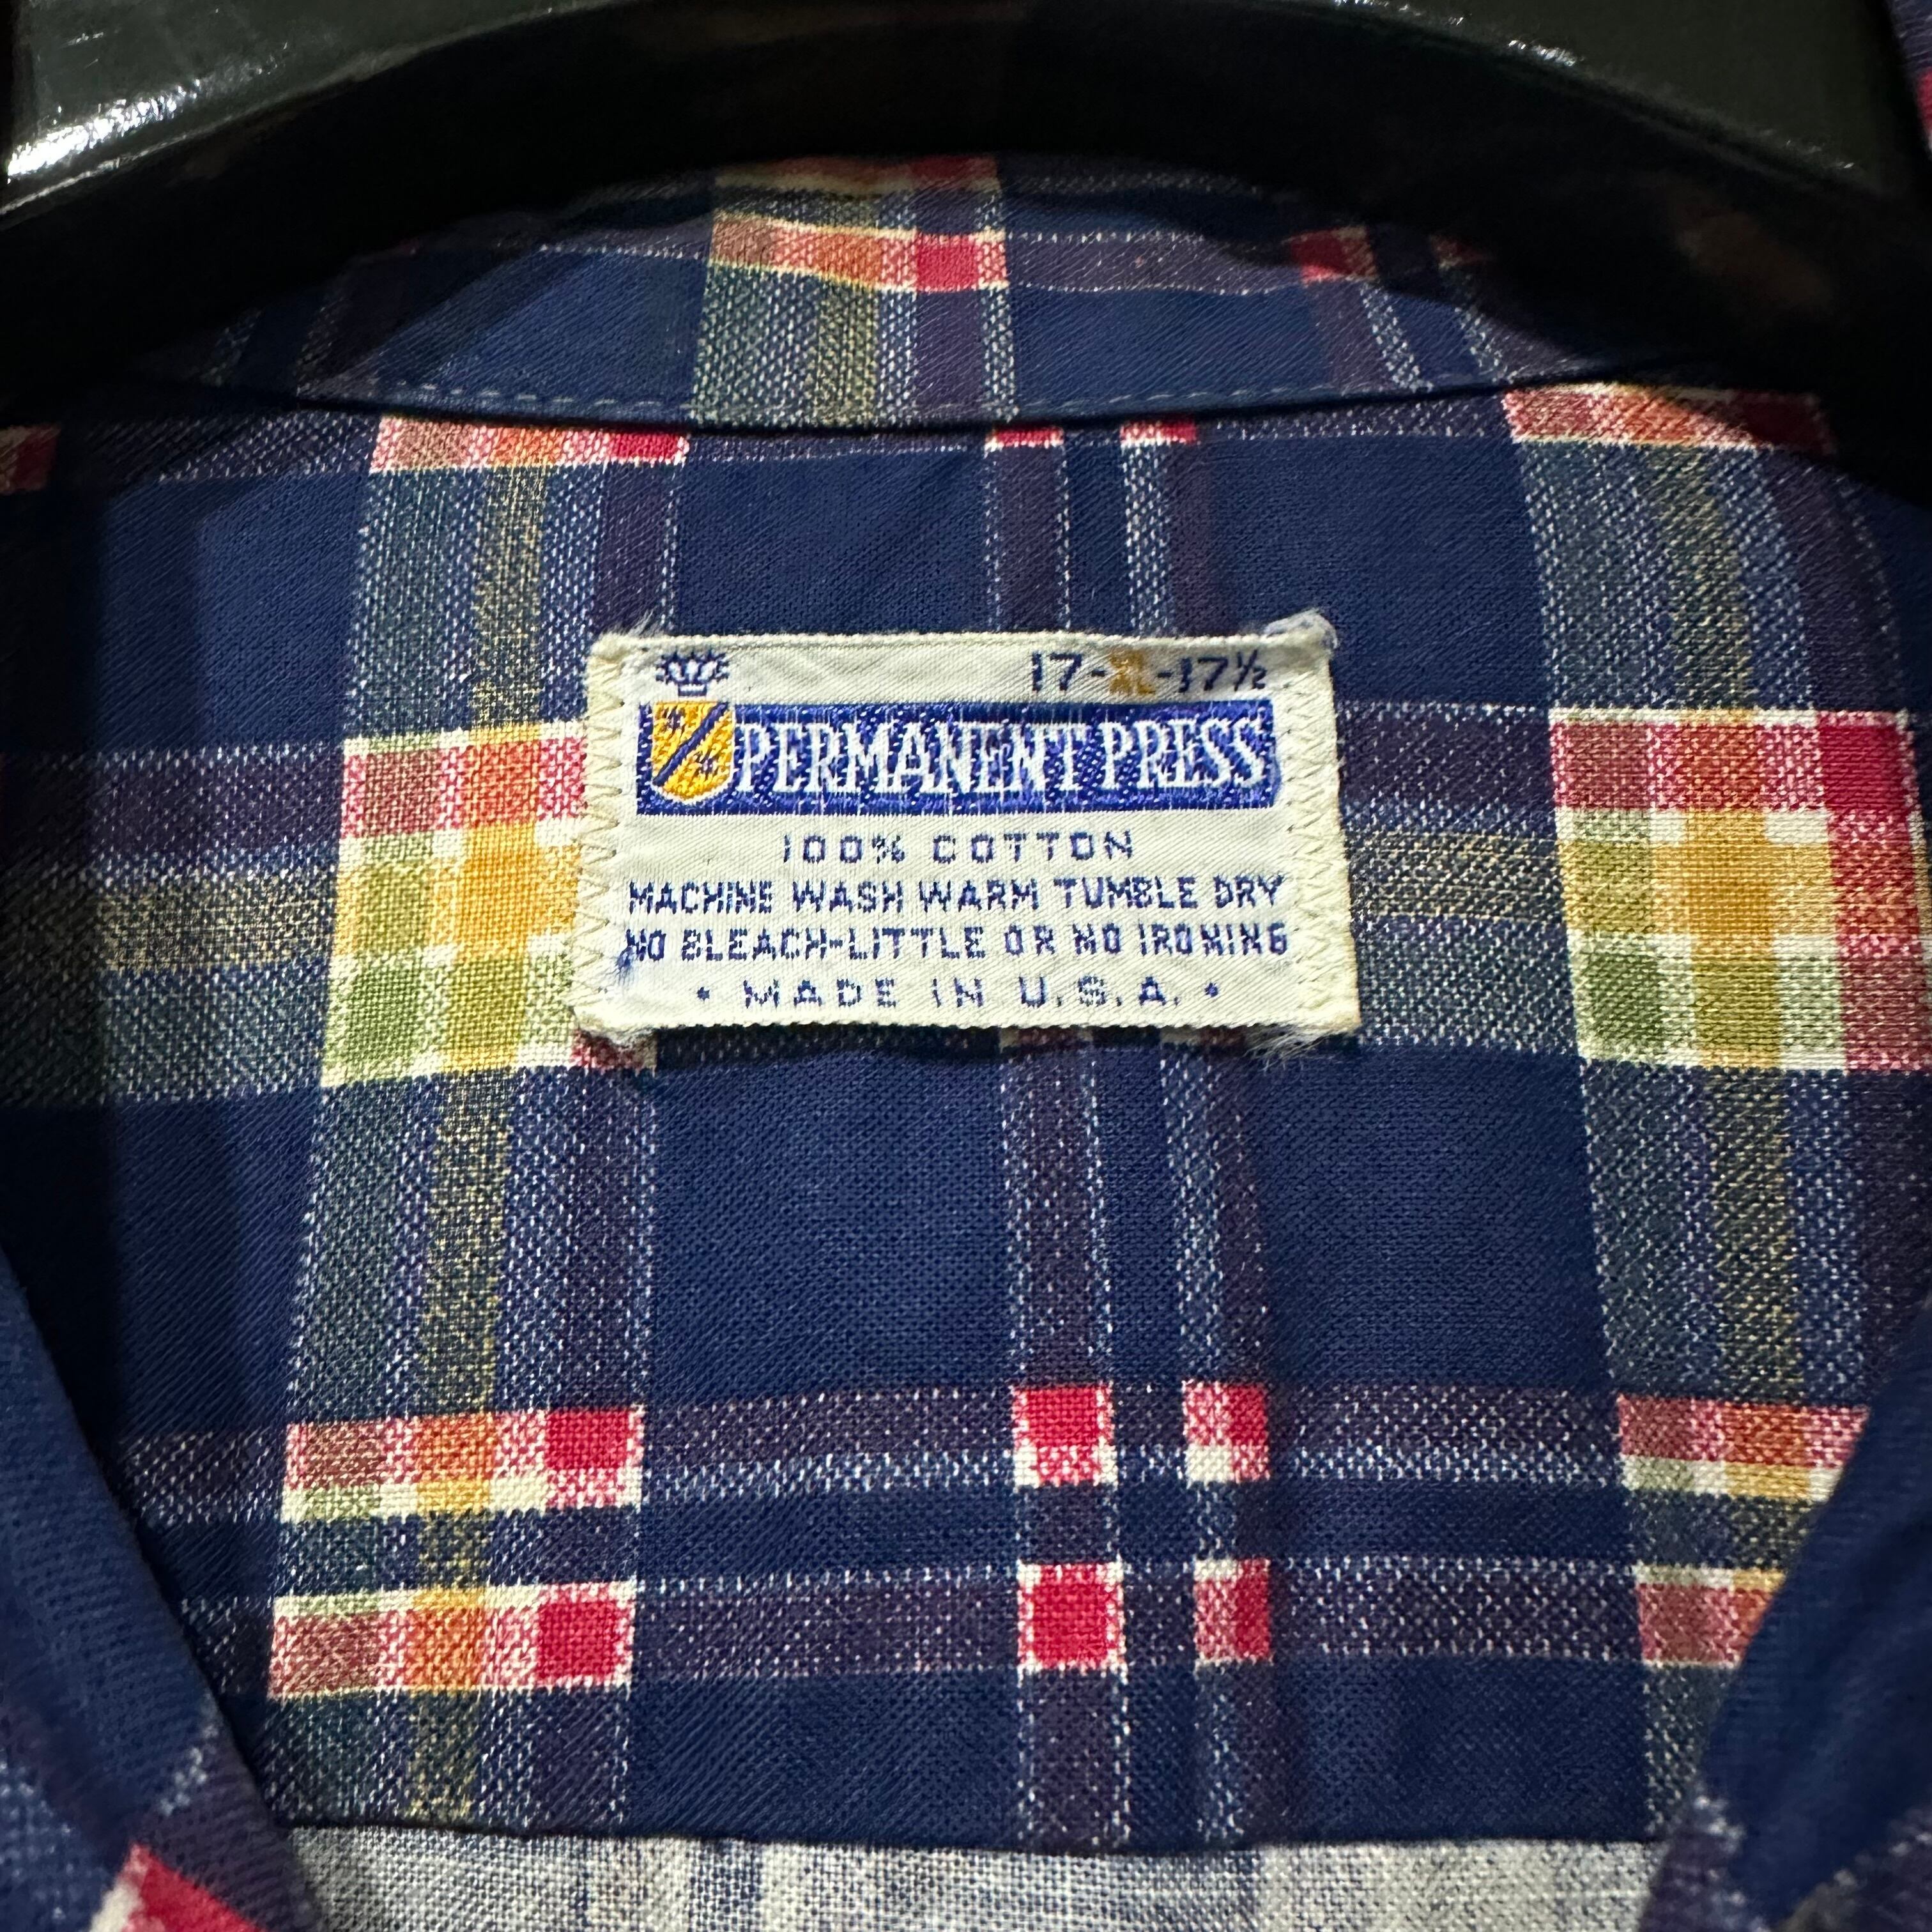 17-XL-17½
PERMANENT PRESS
100% COTTON
MACHINE WASH WARM TUMBLE DRY
NO BLEACH-LITTLE OR NO IRONING
• MADE IN U.S.A. •